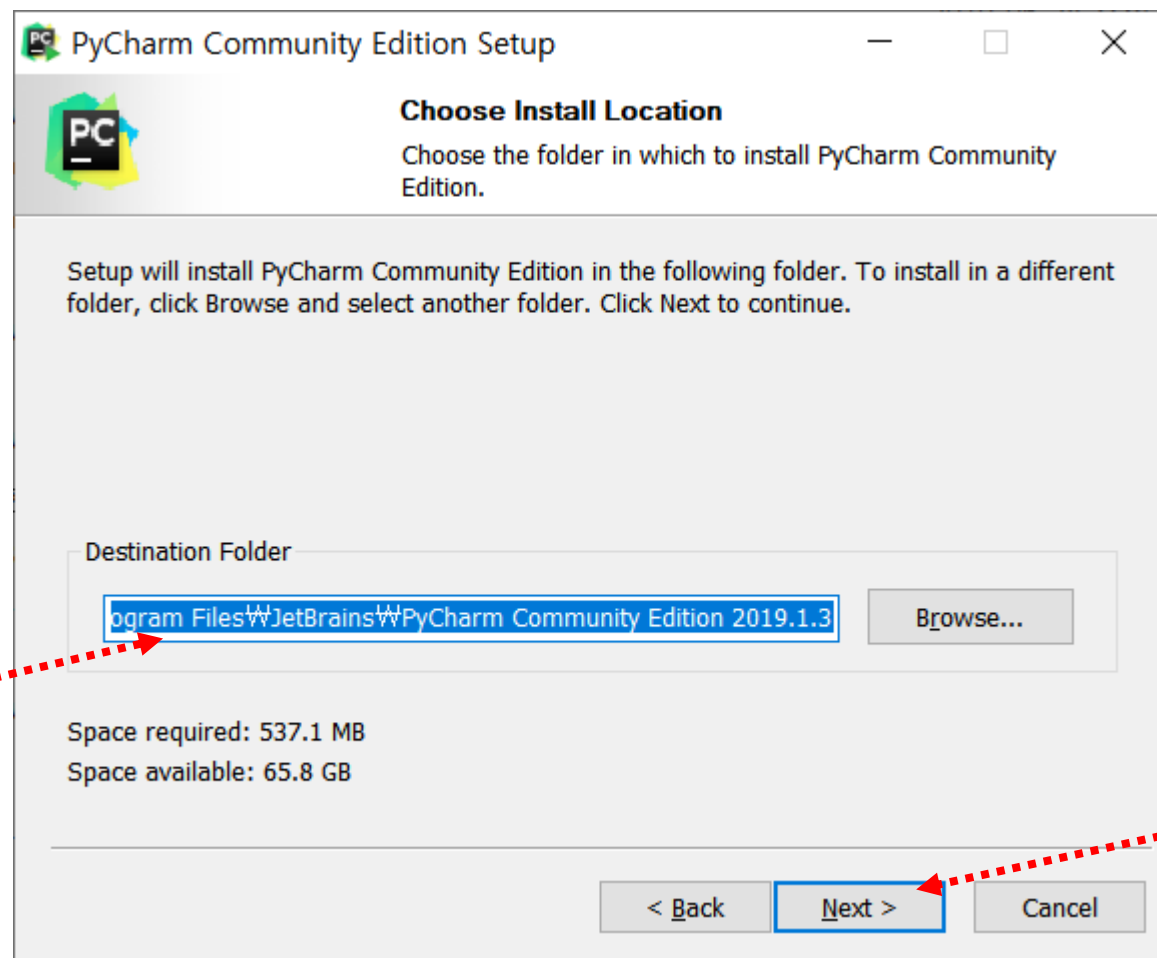 PyCharm Community Edition Setup
PC
Choose Install Location
Choose the folder in which to install PyCharm Community
Edition.
Setup will install PyCharm Community Edition in the following folder. To install in a different
folder, click Browse and select another folder. Click Next to continue.
Destination Folder
ogram Files₩JetBrains₩PyCharm Community Edition 2019.1.3
Browse...
Space required: 537.1 MB
Space available: 65.8 GB
< Back
Next >
Cancel